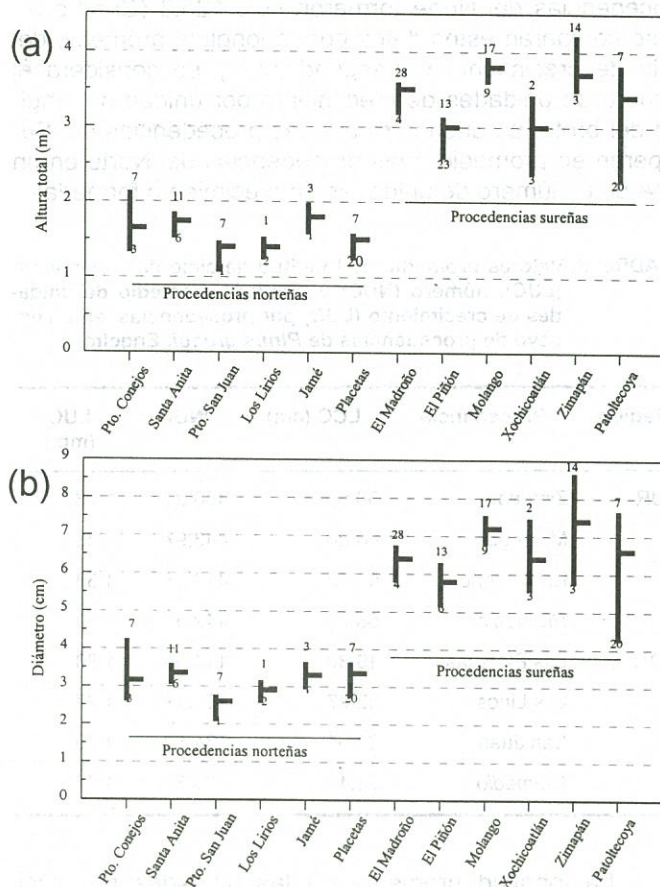 (a)
Altura total (m)
4
3
2
1
0
7
3
11
6
7
1
1
2
3
1
7
20
28
4
13
23
17
9
2
3
14
3
7
20
Procedencias norteñas
Procedencias sureñas
Pto. Conejos
Santa Anita
Pto. San Juan
Los Lirios
Jamé
Placetas
El Madroño
El Piñón
Molango
Xochicoatlán
Zimapán
Patoltecoya
(b)
Diámetro (cm)
9
8
7
6
5
4
3
2
1
0
7
11
6
7
1
1
2
3
1
7
20
28
4
13
6
17
9
2
3
14
3
7
20
Procedencias norteñas
Procedencias sureñas
Pto. Conejos
Santa Anita
Pto. San Juan
Los Lirios
Jamé
Placetas
El Madroño
El Piñón
Molango
Xochicoatlán
Zimapán
Patoltecoya